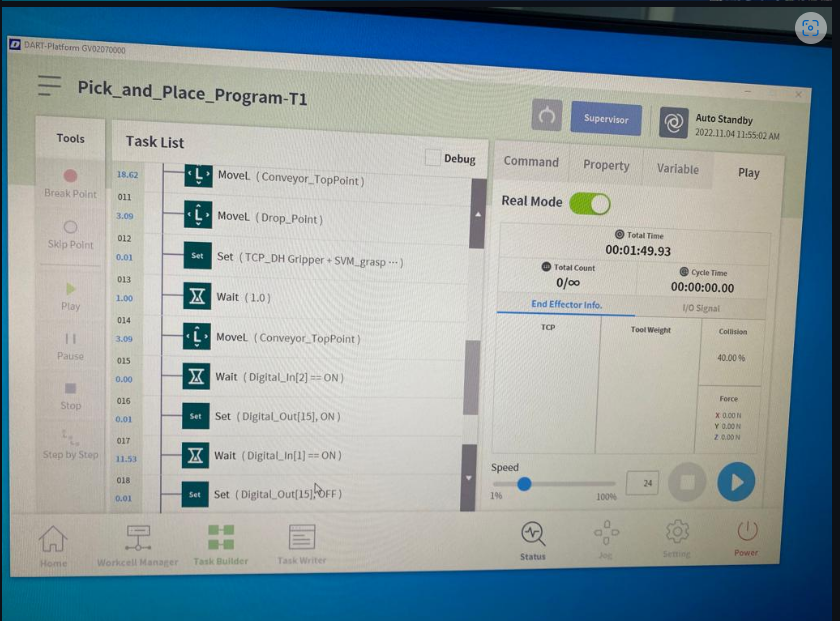 DART-Platform GV02070000
Pick_and_Place_Program-T1
Supervisor
Auto Standby
2022.11.04 11:55:02 AM
Tools
Task List
Debug
Command
Property
Variable
Play
Break Point
Skip Point
Play
Pause
Stop
Step by Step
18.62
MoveL ( Conveyor_TopPoint )
011
3.09
MoveL ( Drop_Point )
012
0.01
Set
Set ( TCP_DH Gripper + SVM_grasp ··· )
013
1.00
Wait ( 1.0 )
014
3.09
MoveL ( Conveyor_TopPoint )
015
0.00
Wait ( Digital_In[2] == ON )
016
0.01
Set
Set ( Digital_Out[15], ON )
017
11.53
Wait ( Digital_In[1] == ON )
018
0.01
Set
Set ( Digital_Out[15], OFF )
Real Mode
Total Time
00:01:49.93
Total Count
0/∞
Cycle Time
00:00:00.00
End Effector Info.
I/O Signal
TCP
Tool Weight
Collision
40.00 %
Force
X 0.00 N
Y 0.00 N
Z 0.00 N
Speed
1%
100%
24
Home
Workcell Manager
Task Builder
Task Writer
Status
Jog
Setting
Power